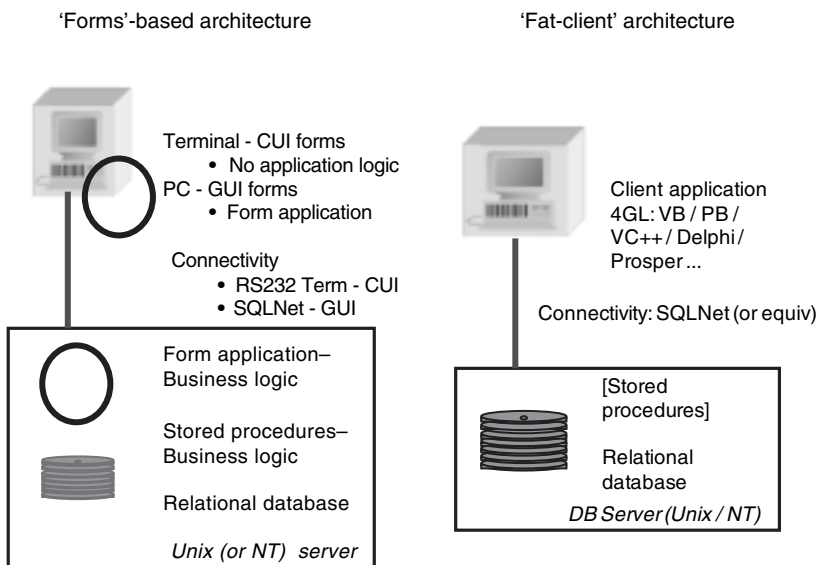 ‘Forms’-based architecture
Terminal - CUI forms
• No application logic
PC - GUI forms
• Form application
Connectivity
• RS232 Term - CUI
• SQLNet - GUI
Form application–
Business logic
Stored procedures–
Business logic
Relational database
Unix (or NT) server
‘Fat-client’ architecture
Client application
4GL: VB / PB /
VC++ / Delphi /
Prosper ...
Connectivity: SQLNet (or equiv)
[Stored
procedures]
Relational
database
DB Server (Unix / NT)